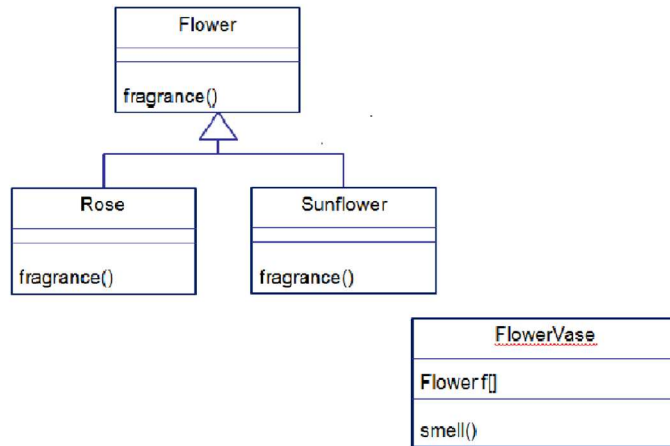 Flower
fragrance()
Rose
fragrance()
Sunflower
fragrance()
FlowerVase
Flower f[]
smell()